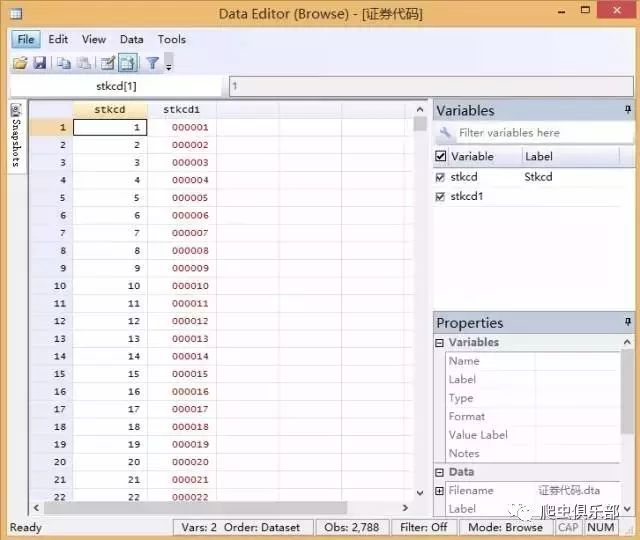 Data Editor (Browse) - [证券代码]
File Edit View Data Tools
stkcd[1] 1
Snapshots
stkcd stkcd1
1 1 000001
2 2 000002
3 3 000003
4 4 000004
5 5 000005
6 6 000006
7 7 000007
8 8 000008
9 9 000009
10 10 000010
11 11 000011
12 12 000012
13 13 000013
14 14 000014
15 15 000015
16 16 000016
17 17 000017
18 18 000018
19 19 000019
20 20 000020
21 21 000021
22 22 000022
Variables
Filter variables here
Variable Label
stkcd Stkcd
stkcd1
Properties
Variables
Name
Label
Type
Format
Value Label
Notes
Data
Filename 证券代码.dta
Label
爬虫俱乐部
Ready Vars: 2 Order: Dataset Obs: 2,788 Filter: Off Mode: Browse CAP NUM